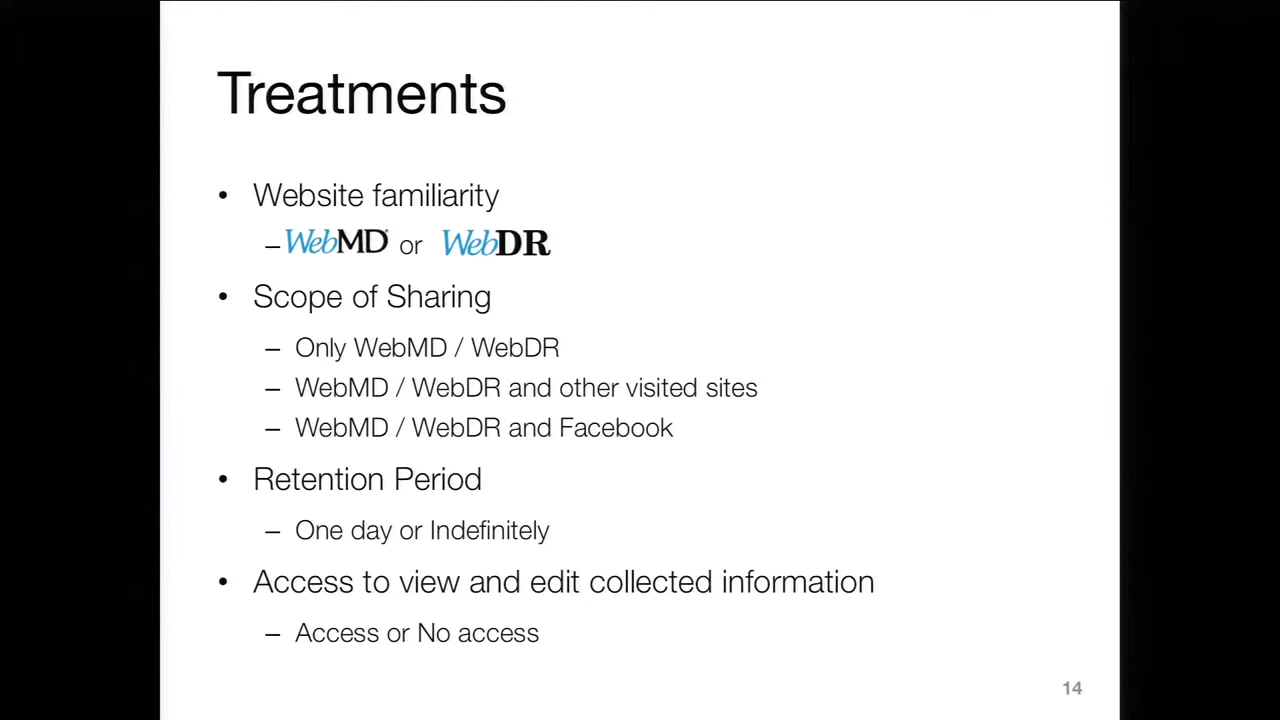 Treatments
• Website familiarity
– WebMD® or WebDR
• Scope of Sharing
– Only WebMD / WebDR
– WebMD / WebDR and other visited sites
– WebMD / WebDR and Facebook
• Retention Period
– One day or Indefinitely
• Access to view and edit collected information
– Access or No access
14